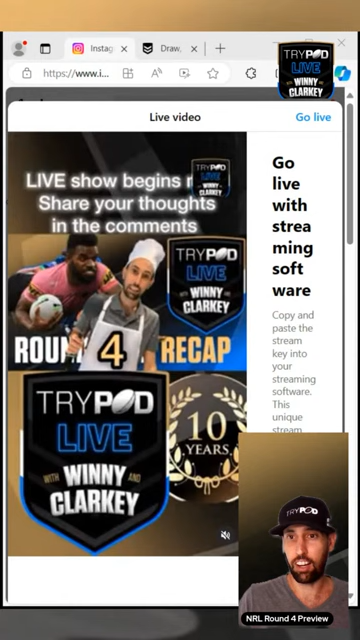 TRYPOD
LIVE
WINNY
CLARKEY
Draw,
https://www.i...
Live video
Go live
LIVE show begins
Share your thoughts
in the comments
TRYPOD
LIVE
WITH WINNY AND
CLARKEY
ROUN 4 RECAP
TRYPOD
LIVE
WITH WINNY AND
CLARKEY
10
YEARS
Go
live
with
strea
ming
soft
ware
Copy and
paste the
stream
key into
your
streaming
software.
This
unique
stream
TRYPOD
NRL Round 4 Preview